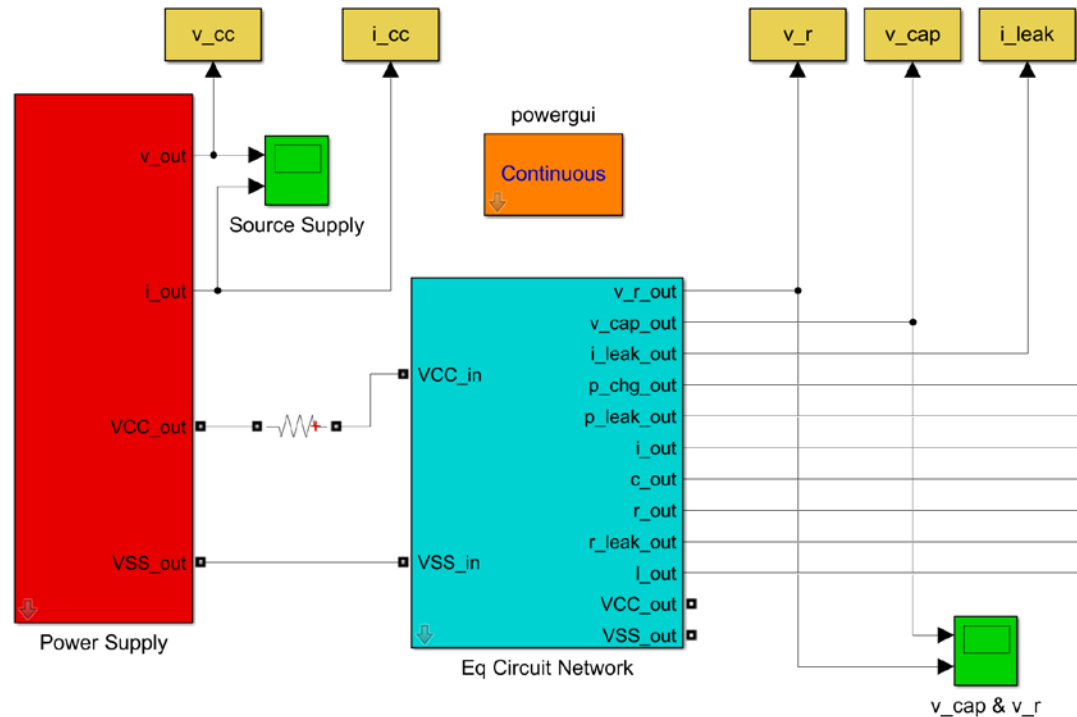 v_cc
i_cc
v_r
v_cap
i_leak
powergui
Continuous
v_out
Source Supply
i_out
VCC_out
VSS_out
Power Supply
VCC_in
VSS_in
v_r_out
v_cap_out
i_leak_out
p_chg_out
p_leak_out
i_out
c_out
r_out
r_leak_out
l_out
VCC_out
VSS_out
Eq Circuit Network
v_cap & v_r